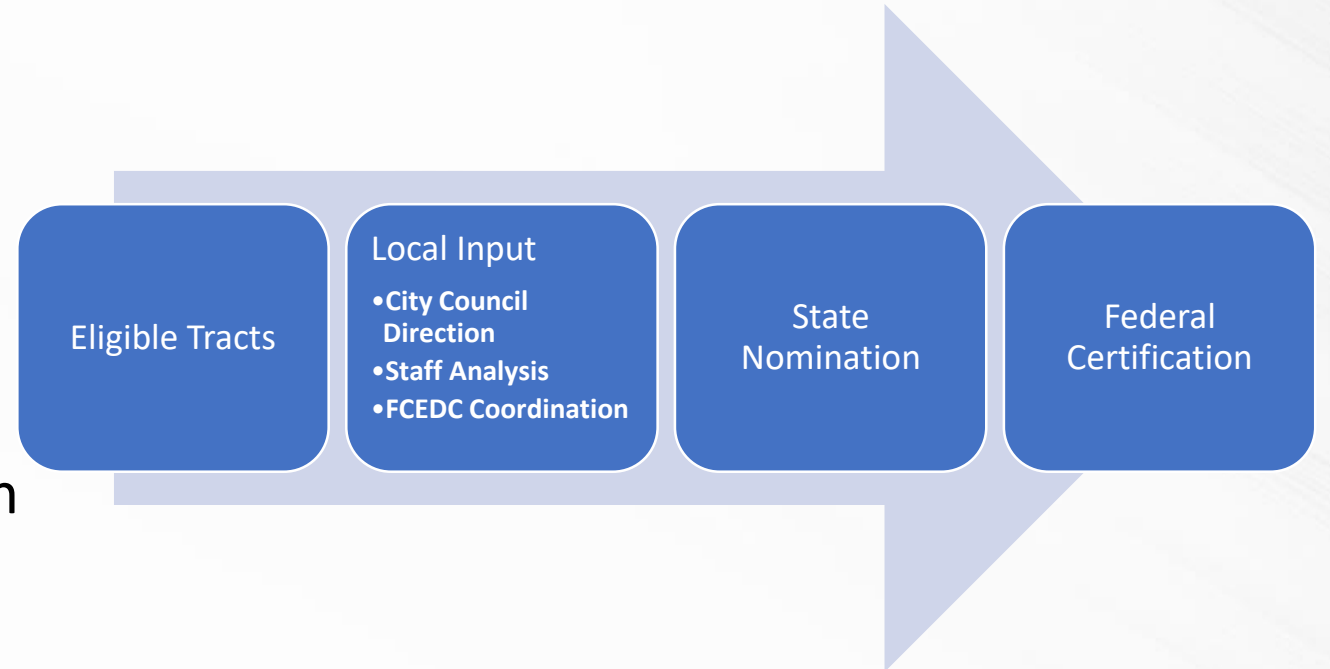 Eligible Tracts
Local Input
•City Council
Direction
•Staff Analysis
•FCEDC Coordination
State
Nomination
Federal
Certification